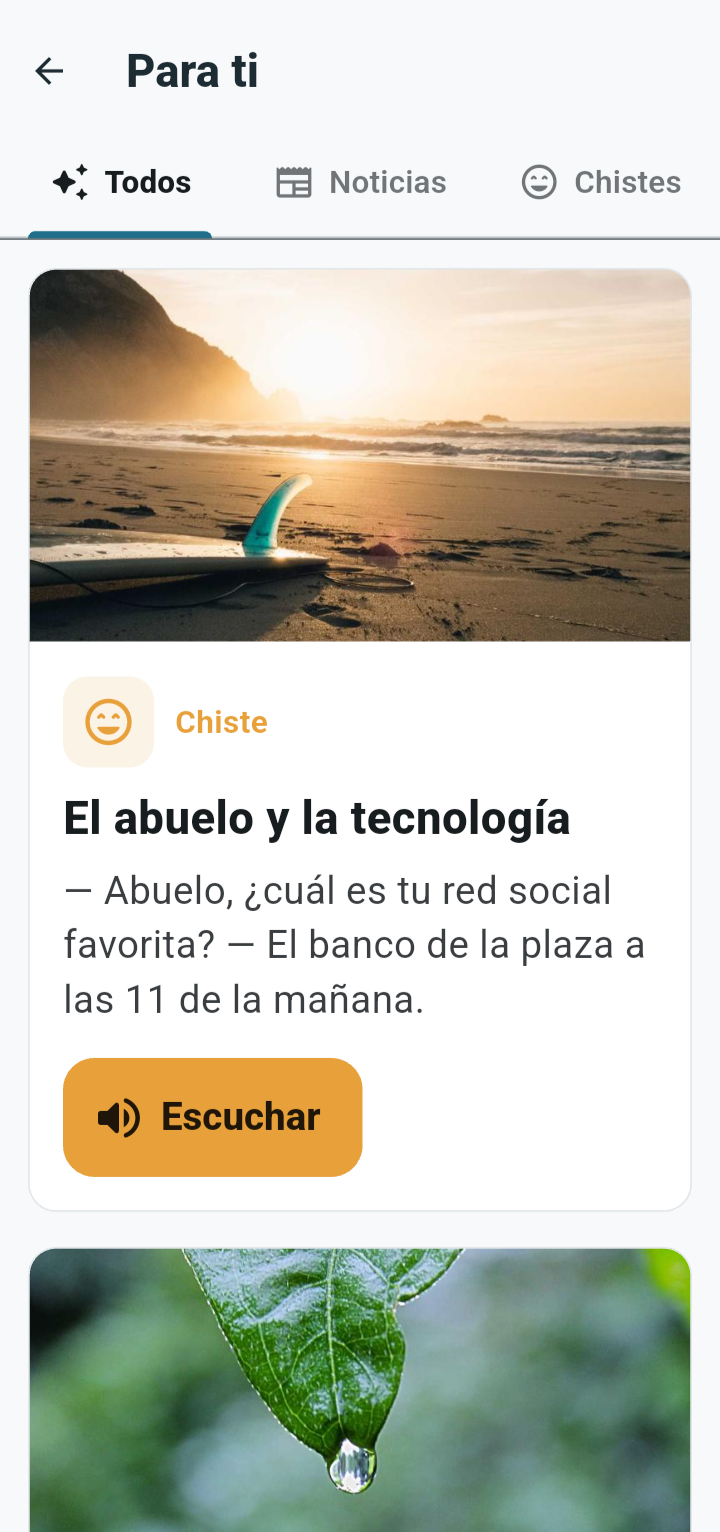 Para ti
Todos
Noticias
Chistes
Chiste
El abuelo y la tecnología
— Abuelo, ¿cuál es tu red social
favorita? — El banco de la plaza a
las 11 de la mañana.
Escuchar